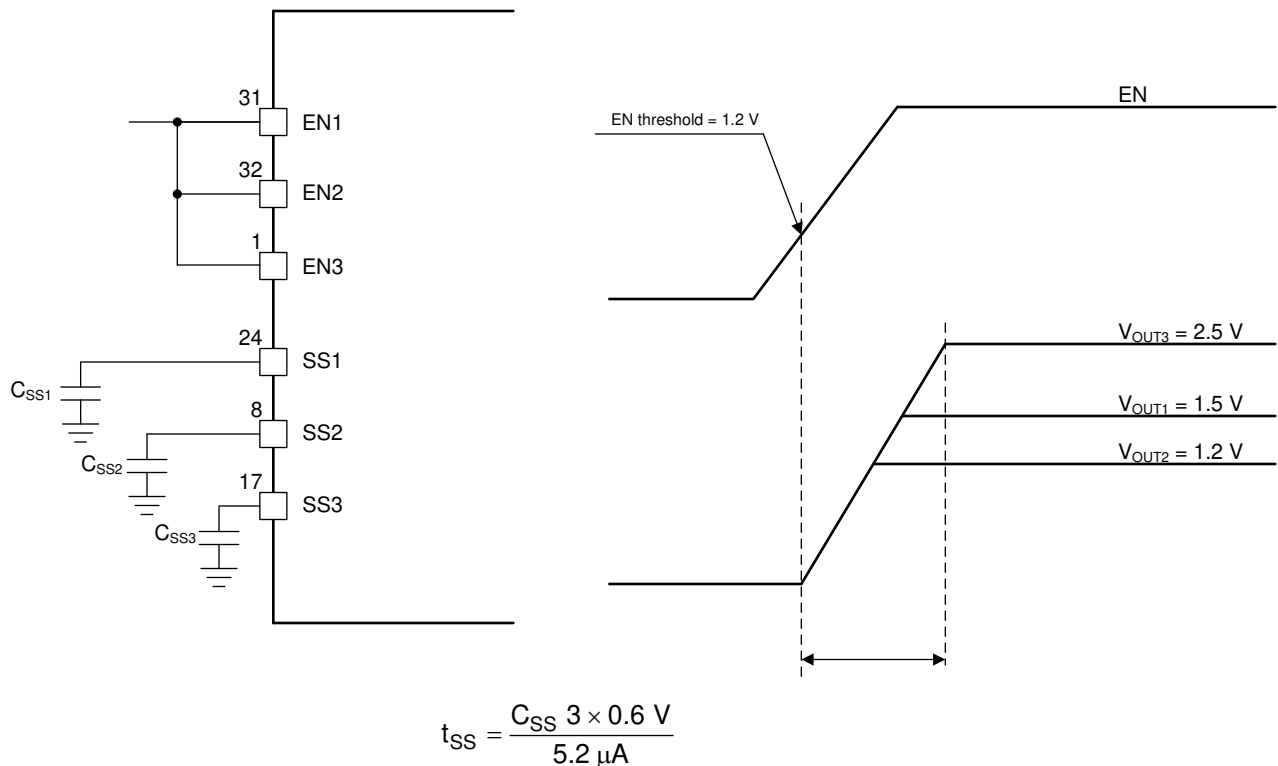 31
EN1
32
EN2
1
EN3
24
SS1
CSS1
8
SS2
CSS2
17
SS3
CSS3
EN threshold = 1.2 V
EN
VOUT3 = 2.5 V
VOUT1 = 1.5 V
VOUT2 = 1.2 V
tSS = CSS 3 × 0.6 V
5.2 μA